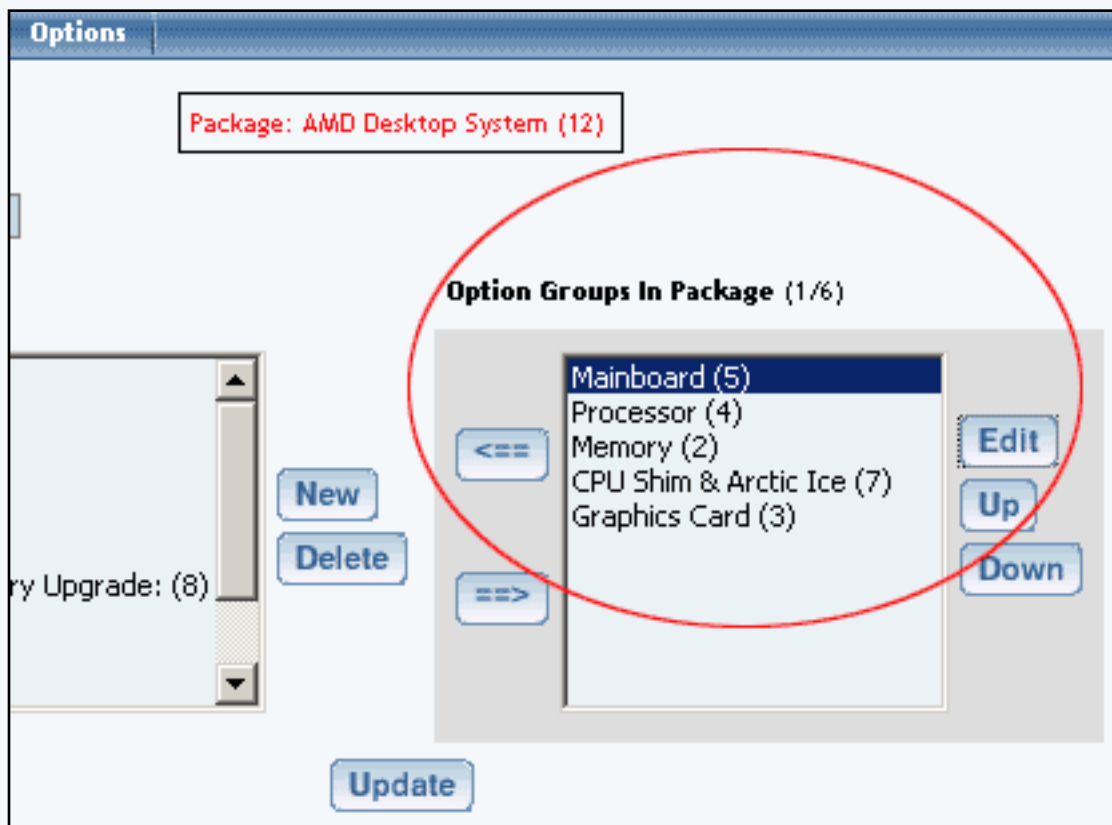 Options
Package: AMD Desktop System (12)
Option Groups In Package (1/6)
Mainboard (5)
Processor (4)
Memory (2)
CPU Shim & Arctic Ice (7)
Graphics Card (3)
<==
==>
Edit
Up
Down
New
Delete
ry Upgrade: (8)
Update